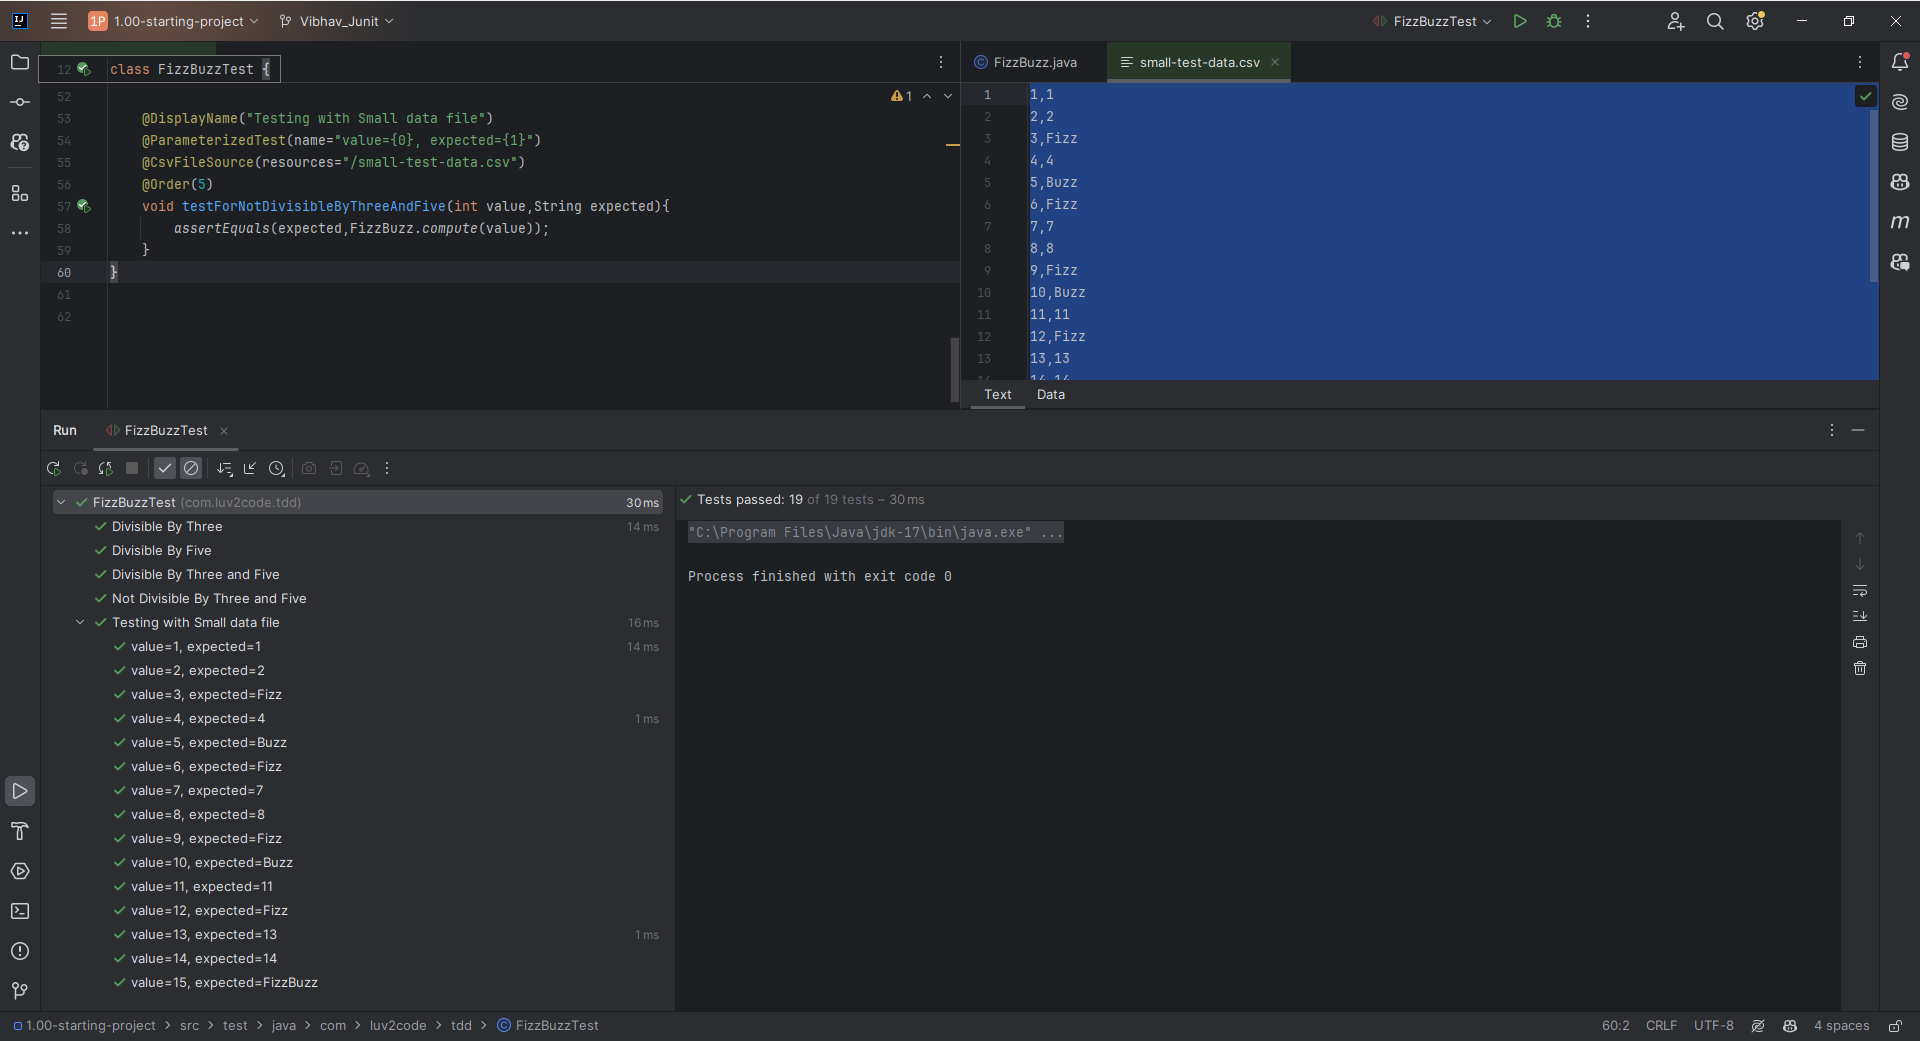 1P 1.00-starting-project Vibhav_Junit FizzBuzzTest
12 class FizzBuzzTest {
52
53 @DisplayName("Testing with Small data file")
54 @ParameterizedTest(name="value={0}, expected={1}")
55 @CsvFileSource(resources="/small-test-data.csv")
56 @Order(5)
57 void testForNotDivisibleByThreeAndFive(int value,String expected){
58 assertEquals(expected,FizzBuzz.compute(value));
59 }
60 }
61
62
1
FizzBuzz.java small-test-data.csv
1 1,1
2 2,2
3 3,Fizz
4 4,4
5 5,Buzz
6 6,Fizz
7 7,7
8 8,8
9 9,Fizz
10 10,Buzz
11 11,11
12 12,Fizz
13 13,13
14 14,14
Text Data
Run FizzBuzzTest
FizzBuzzTest (com.luv2code.tdd) 30 ms
Divisible By Three 14 ms
Divisible By Five
Divisible By Three and Five
Not Divisible By Three and Five
Testing with Small data file 16 ms
value=1, expected=1 14 ms
value=2, expected=2
value=3, expected=Fizz
value=4, expected=4 1 ms
value=5, expected=Buzz
value=6, expected=Fizz
value=7, expected=7
value=8, expected=8
value=9, expected=Fizz
value=10, expected=Buzz
value=11, expected=11
value=12, expected=Fizz
value=13, expected=13 1 ms
value=14, expected=14
value=15, expected=FizzBuzz
Tests passed: 19 of 19 tests – 30 ms
"C:\Program Files\Java\jdk-17\bin\java.exe" ...
Process finished with exit code 0
1.00-starting-project > src > test > java > com > luv2code > tdd > FizzBuzzTest
60:2 CRLF UTF-8 4 spaces